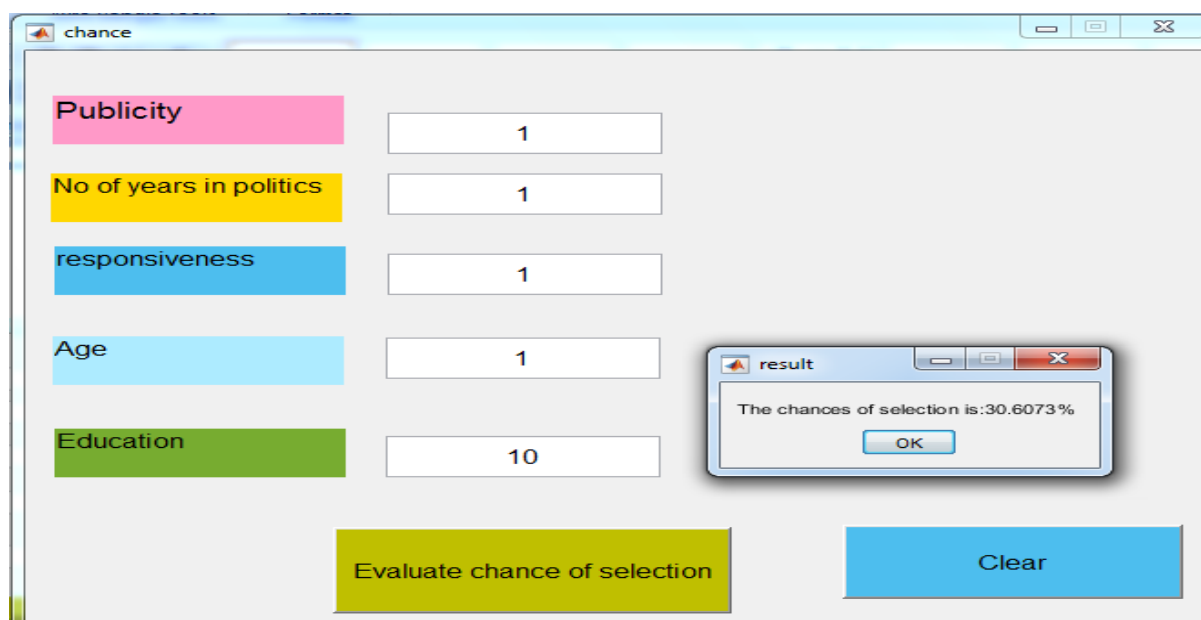 chance
Publicity
1
No of years in politics
1
responsiveness
1
Age
1
result
The chances of selection is:30.6073%
OK
Education
10
Evaluate chance of selection
Clear